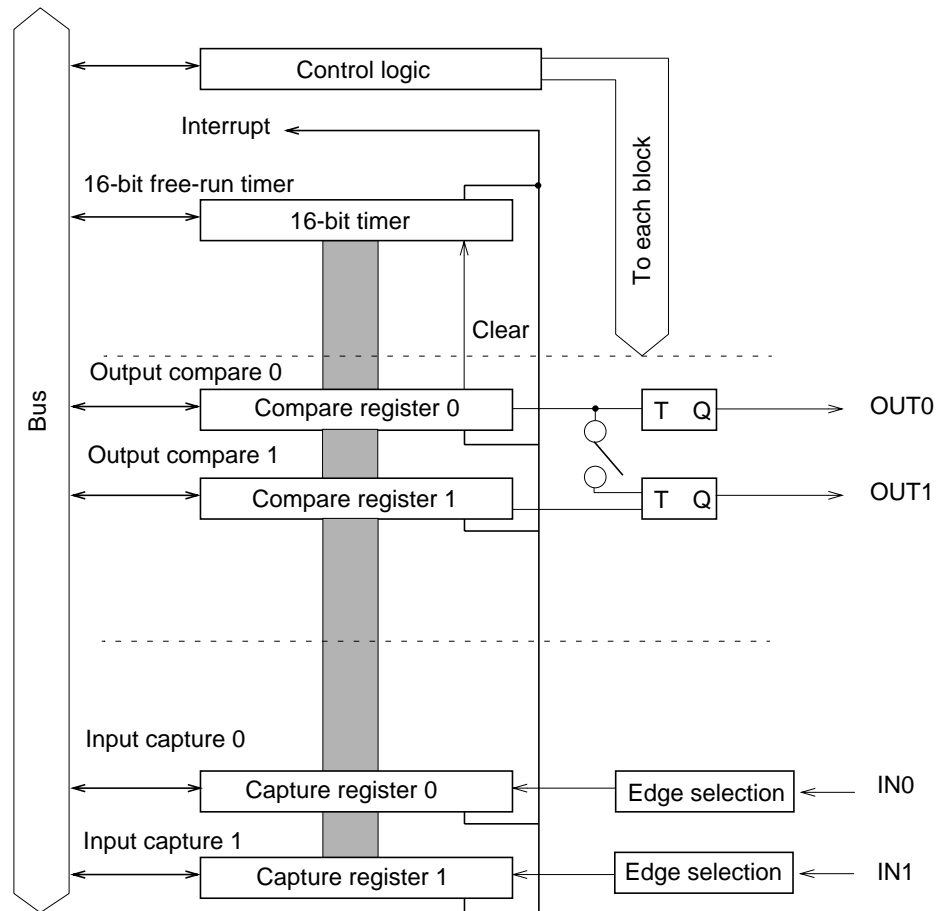 Control logic
Interrupt
To each block
16-bit free-run timer
16-bit timer
Clear
Bus
Output compare 0
Compare register 0
T Q
OUT0
Output compare 1
Compare register 1
T Q
OUT1
Input capture 0
Capture register 0
Edge selection
IN0
Input capture 1
Capture register 1
Edge selection
IN1